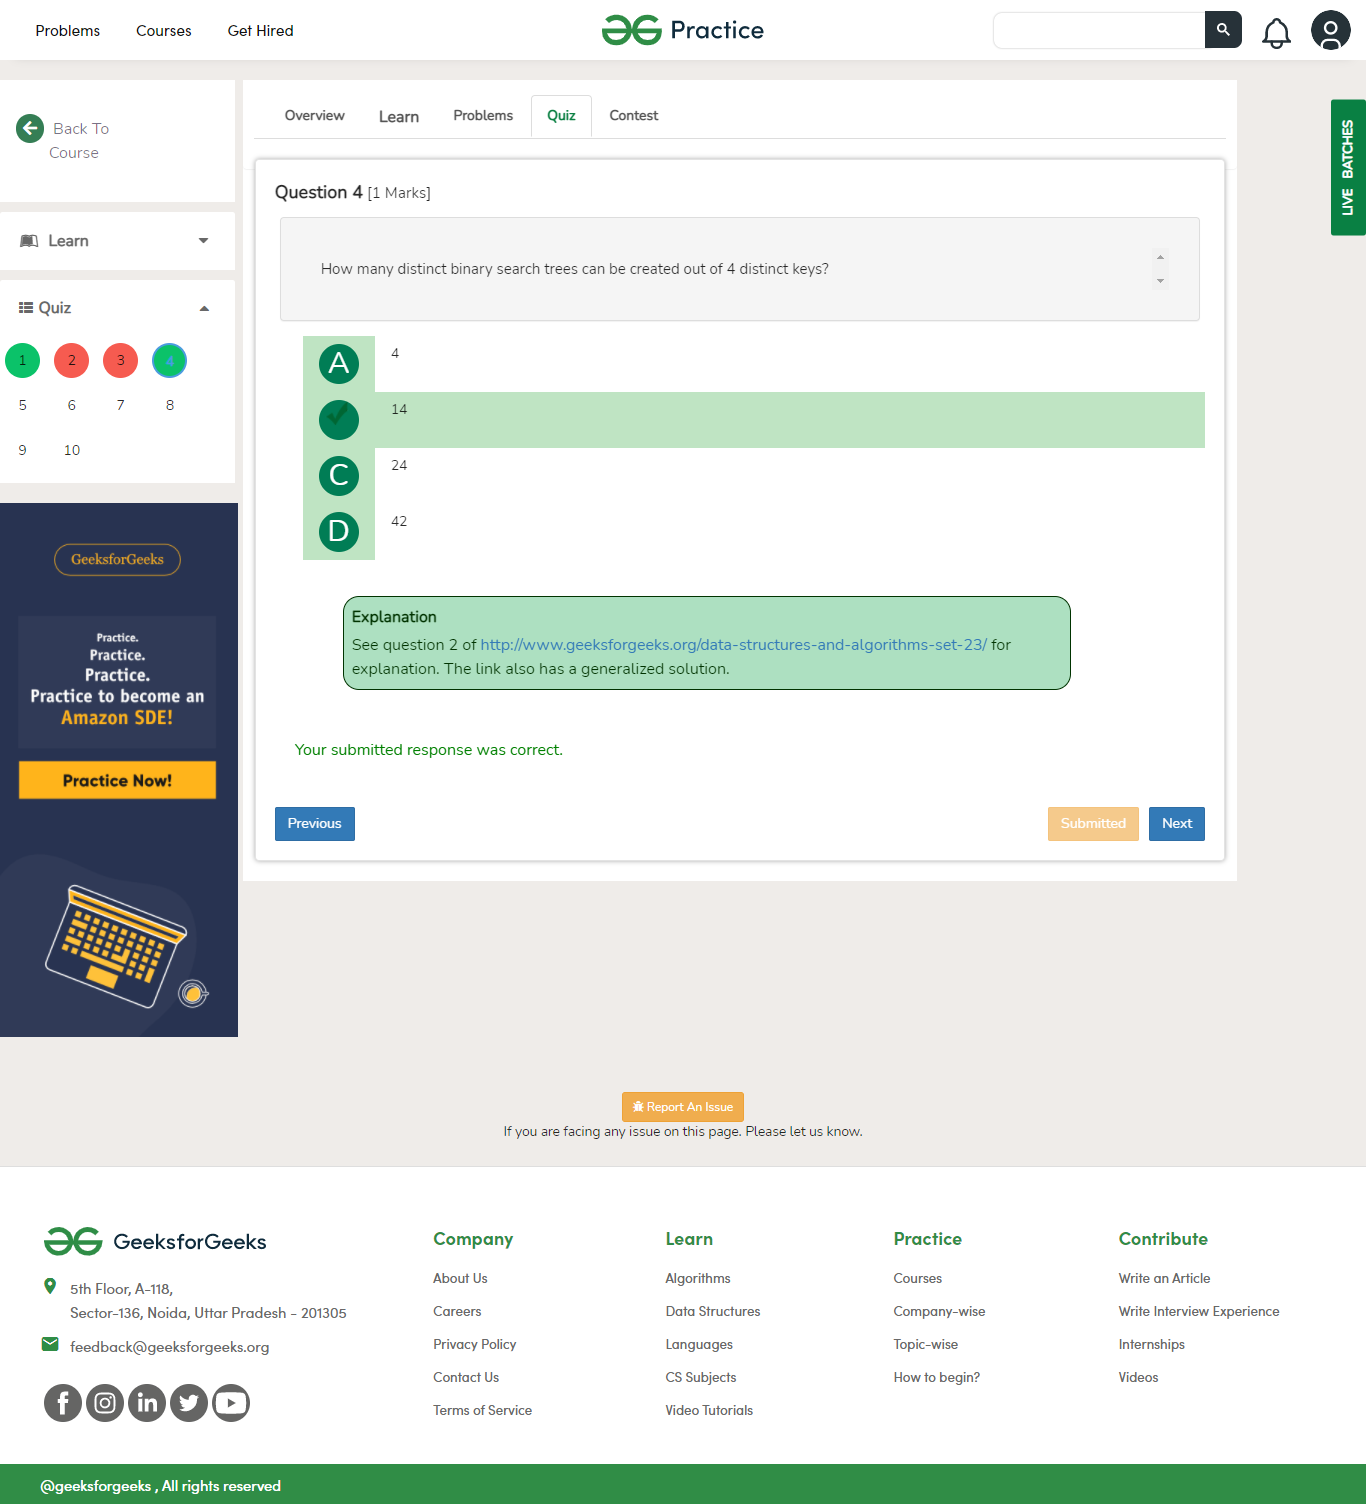 Problems Courses Get Hired
Practice
Back To
Course
Learn
Quiz
1 2 3 4
5 6 7 8
9 10
GeeksforGeeks
Practice.
Practice.
Practice.
Practice to become an
Amazon SDE!
Practice Now!
Overview Learn Problems Quiz Contest
Question 4 [1 Marks]
How many distinct binary search trees can be created out of 4 distinct keys?
A 4
14
C 24
D 42
Explanation
See question 2 of http://www.geeksforgeeks.org/data-structures-and-algorithms-set-23/ for
explanation. The link also has a generalized solution.
Your submitted response was correct.
Previous Submitted Next
LIVE BATCHES
Report An Issue
If you are facing any issue on this page. Please let us know.
GeeksforGeeks
5th Floor, A-118,
Sector-136, Noida, Uttar Pradesh - 201305
feedback@geeksforgeeks.org
Company
About Us
Careers
Privacy Policy
Contact Us
Terms of Service
Learn
Algorithms
Data Structures
Languages
CS Subjects
Video Tutorials
Practice
Courses
Company-wise
Topic-wise
How to begin?
Contribute
Write an Article
Write Interview Experience
Internships
Videos
@geeksforgeeks , All rights reserved